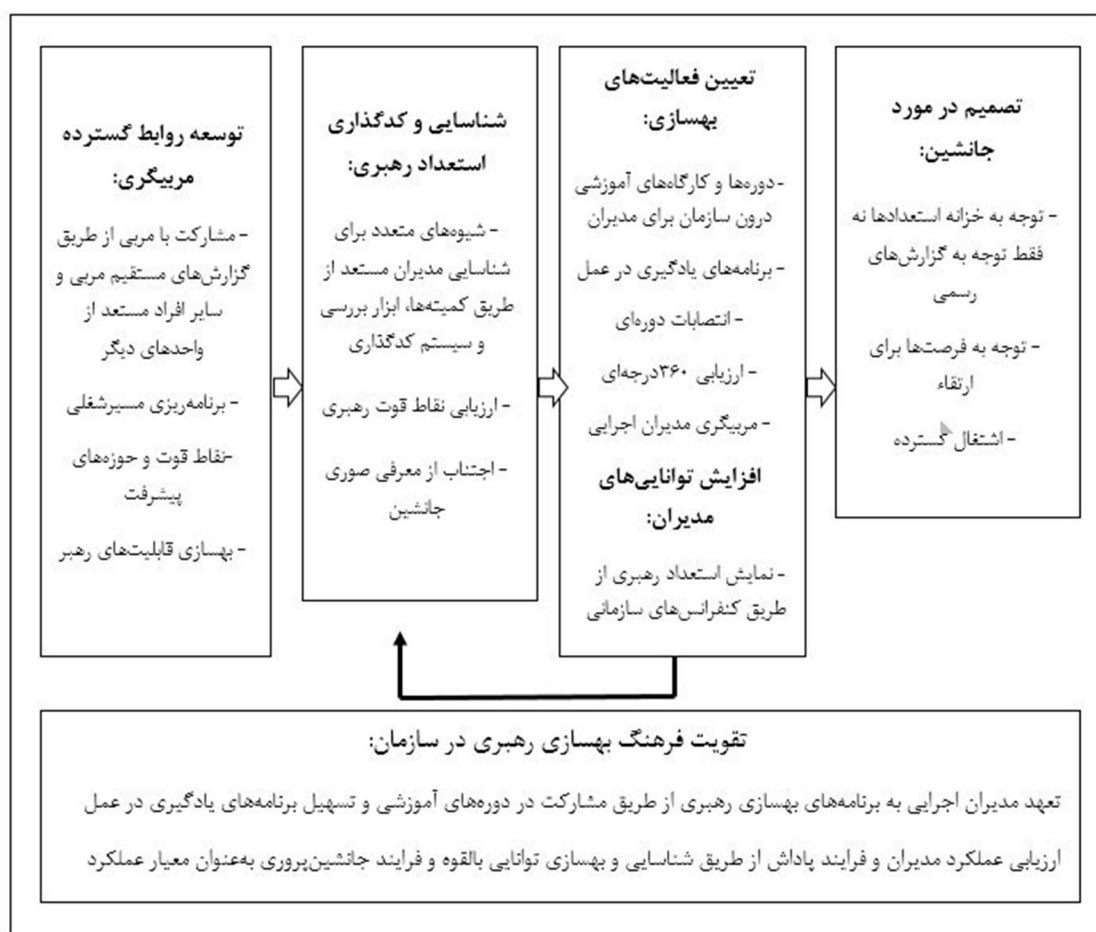 توسعه روابط گسترده
مربیگری:
- مشارکت با مربی از طریق
گزارش‌های مستقیم مربی و
سایر افراد مستعد از
واحدهای دیگر
- برنامه‌ریزی مسیرشغلی
-نقاط قوت و حوزه‌های
پیشرفت
- بهسازی قابلیت‌های رهبر
شناسایی و کدگذاری
استعداد رهبری:
- شیوه‌های متعدد برای
شناسایی مدیران مستعد از
طریق کمیته‌ها، ابزار بررسی
و سیستم کدگذاری
- ارزیابی نقاط قوت رهبری
- اجتناب از معرفی صوری
جانشین
تعیین فعالیت‌های
بهسازی:
-دوره‌ها و کارگاه‌های آموزشی
درون سازمان برای مدیران
- برنامه‌های یادگیری در عمل
- انتصابات دوره‌ای
- ارزیابی ۳۶۰درجه‌ای
- مربیگری مدیران اجرایی
افزایش توانایی‌های
مدیران:
- نمایش استعداد رهبری از
طریق کنفرانس‌های سازمانی
تصمیم در مورد
جانشین:
- توجه به خزانه استعدادها نه
فقط توجه به گزارش‌های
رسمی
- توجه به فرصت‌ها برای
ارتقاء
- اشتغال گسترده
تقویت فرهنگ بهسازی رهبری در سازمان:
تعهد مدیران اجرایی به برنامه‌های بهسازی رهبری از طریق مشارکت در دوره‌های آموزشی و تسهیل برنامه‌های یادگیری در عمل
ارزیابی عملکرد مدیران و فرایند پاداش از طریق شناسایی و بهسازی توانایی بالقوه و فرایند جانشین‌پروری به‌عنوان معیار عملکرد